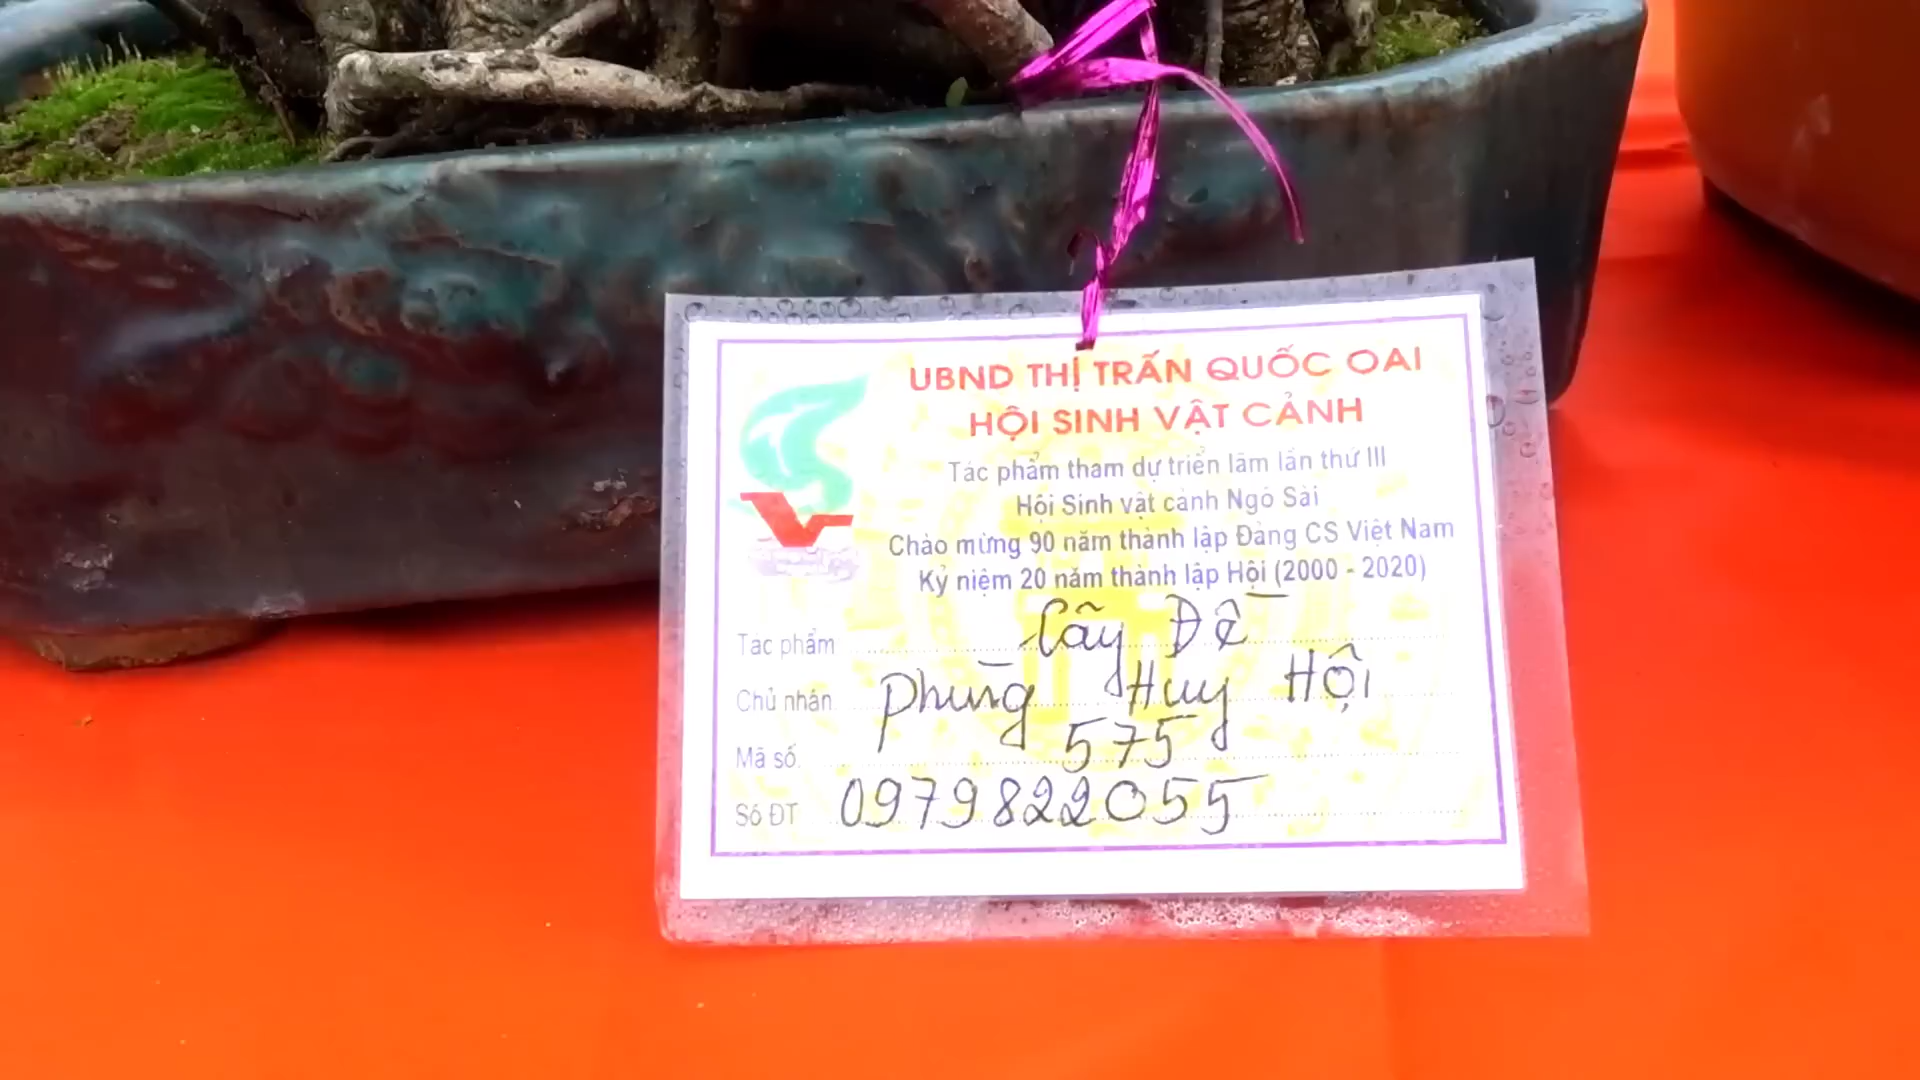 UBND THỊ TRẤN QUỐC OAI
HỘI SINH VẬT CẢNH
Tác phẩm tham dự triển lãm lần thứ III
Hội Sinh vật cảnh Ngô Sài
Chào mừng 90 năm thành lập Đảng CS Việt Nam
Kỷ niệm 20 năm thành lập Hội (2000 - 2020)
Tác phẩm Cây Đề
Chủ nhân Phùng Huy Hội
Mã số 575
Số ĐT 0979822055